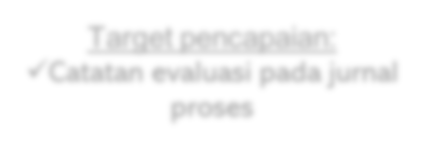 Target pencapaian:
✓Catatan evaluasi pada jurnal
proses